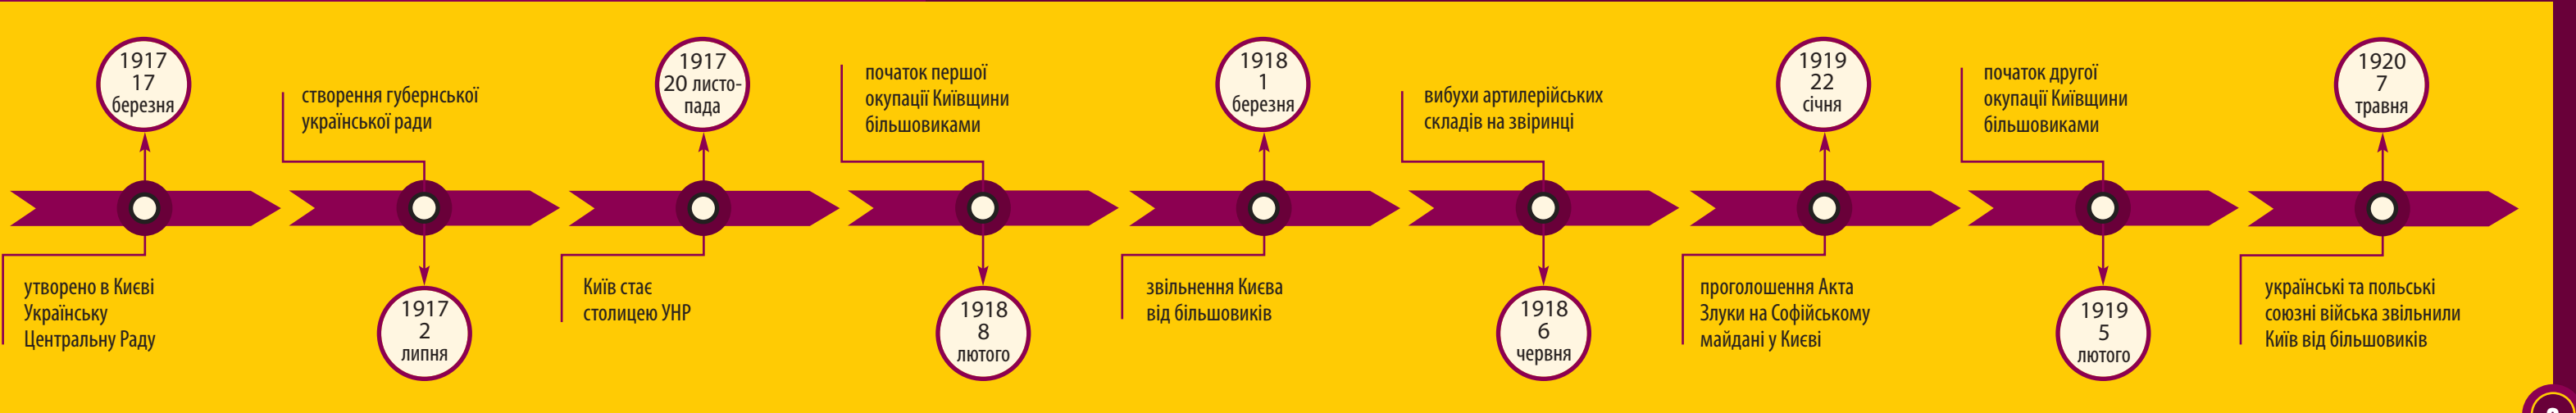 1917
17
березня
утворено в Києві
Українську
Центральну Раду
створення губернської
української ради
1917
2
липня
1917
20 листо-
пада
Київ стає
столицею УНР
початок першої
окупації Київщини
більшовиками
1918
8
лютого
1918
1
березня
звільнення Києва
від більшовиків
вибухи артилерійських
складів на звіринці
1918
6
червня
1919
22
січня
проголошення Акта
Злуки на Софійському
майдані у Києві
початок другої
окупації Київщини
більшовиками
1919
5
лютого
1920
7
травня
українські та польські
союзні війська звільнили
Київ від більшовиків